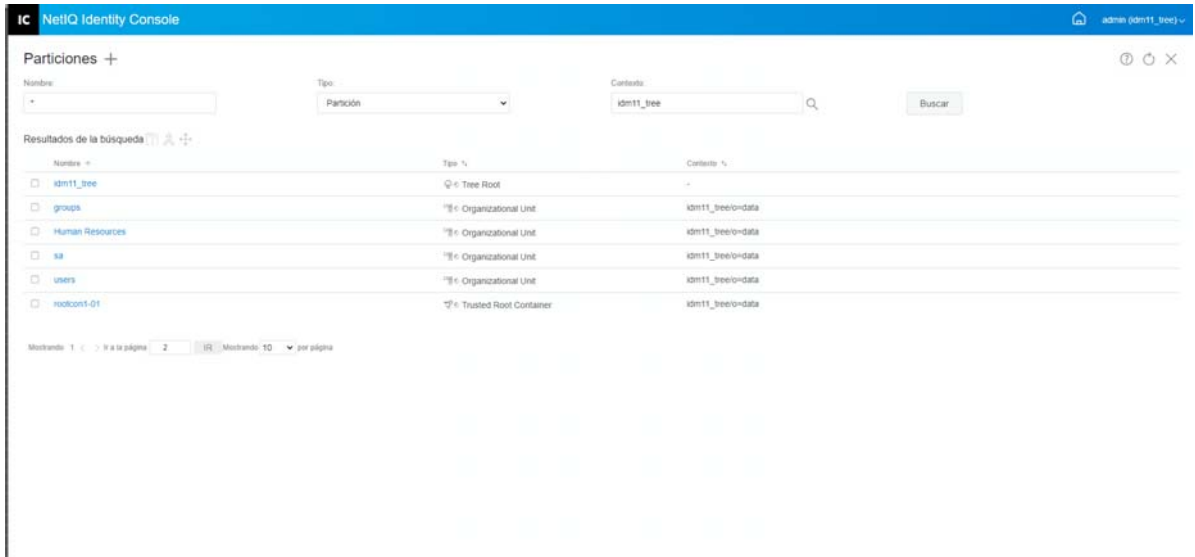 IC NetIQ Identity Console admin (idm11_tree)
Particiones
Nombre: Tipo: Contexto:
* Partición idm11_tree Buscar
Resultados de la búsqueda
Nombre Tipo Contexto
idm11_tree Tree Root -
groups Organizational Unit idm11_tree/o=data
Human Resources Organizational Unit idm11_tree/o=data
sa Organizational Unit idm11_tree/o=data
users Organizational Unit idm11_tree/o=data
rootcon1-01 Trusted Root Container idm11_tree/o=data
Mostrando 1 < > Ir a la página 2 IR Mostrando 10 por página